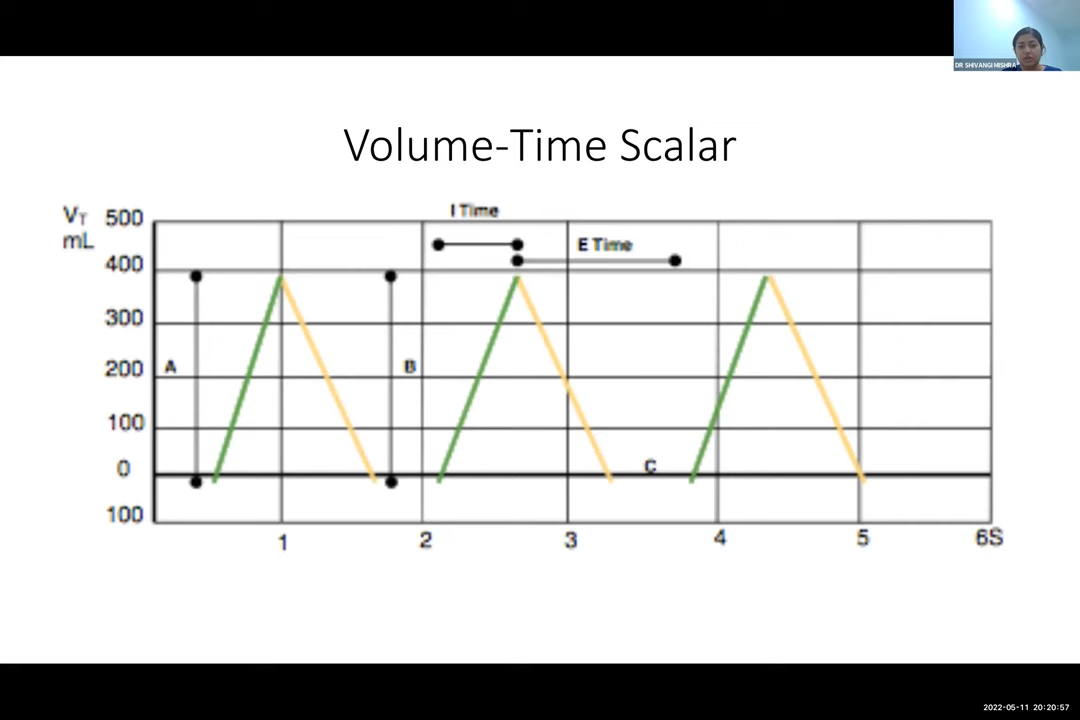 DR SHIVANGI MISHRA
Volume-Time Scalar
VT
mL
500
400
300
200
100
0
100
I Time
E Time
A
B
C
1
2
3
4
5
6S
2022-05-11 20:20:57